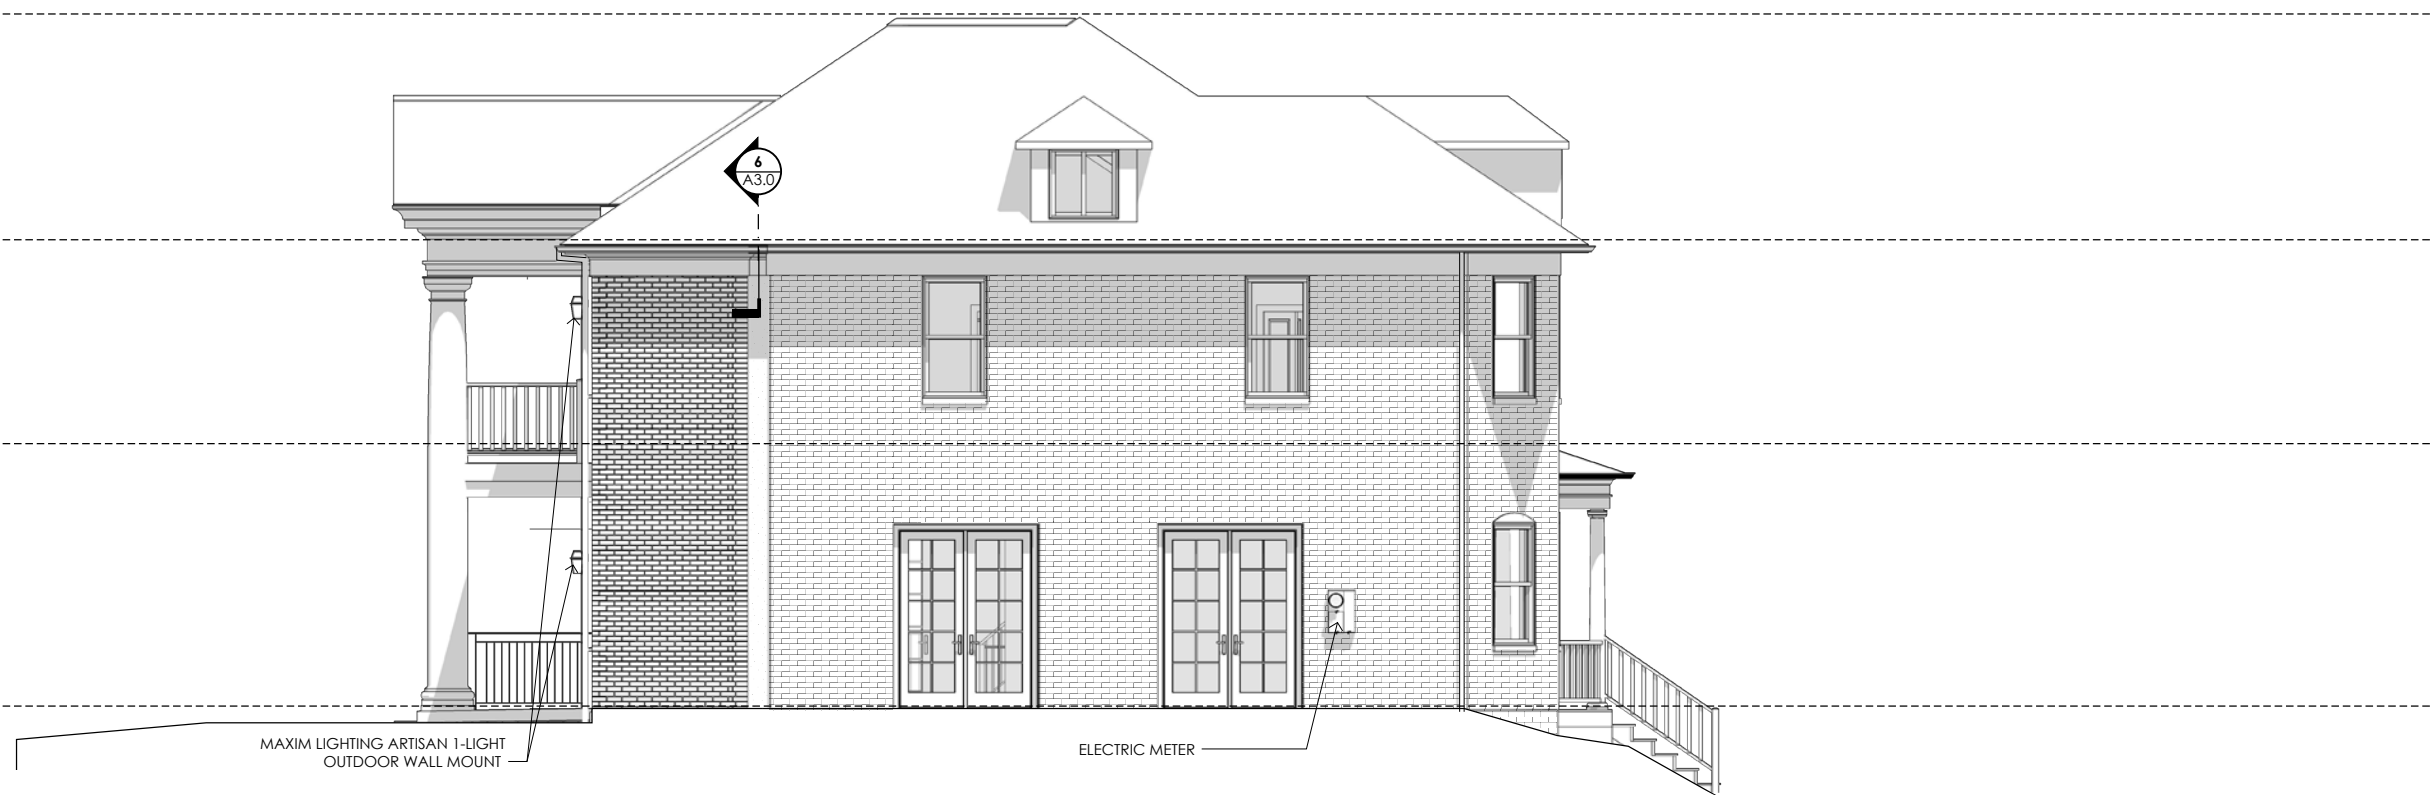 6
A3.0
MAXIM LIGHTING ARTISAN 1-LIGHT
OUTDOOR WALL MOUNT
ELECTRIC METER